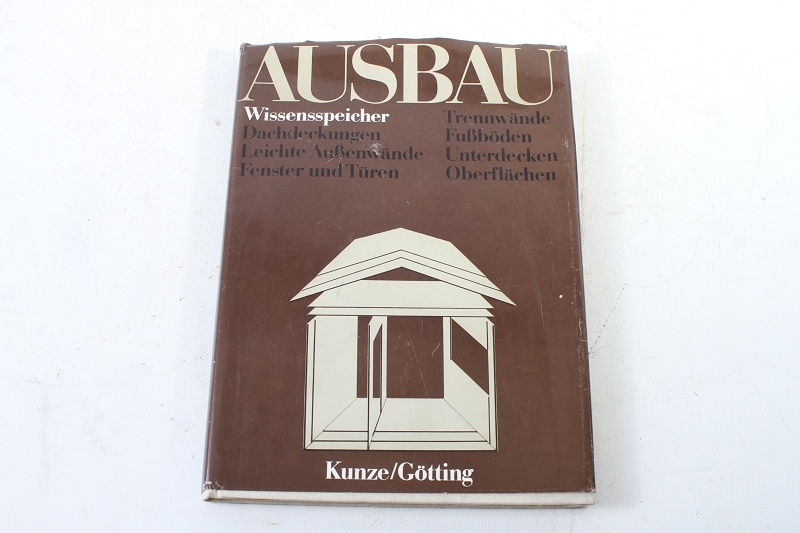 AUSBAU
Wissensspeicher
Dachdeckungen
Leichte Außenwände
Fenster und Türen
Trennwände
Fußböden
Unterdecken
Oberflächen
Kunze/Götting